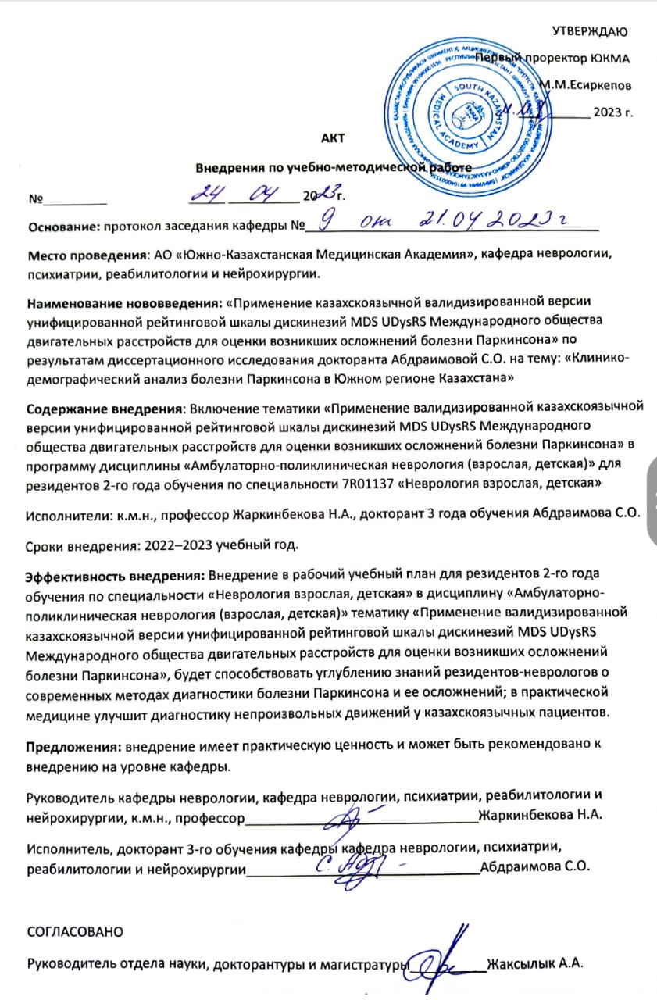 УТВЕРЖДАЮ
Первый проректор ЮКМА
М.М.Есиркепов
2023 г.
SOUTH KAZAKHSTAN
MEDICAL ACADEMY
SKMA
АКТ
Внедрения по учебно-методической работе
№_________ 24 04 2023г.
Основание: протокол заседания кафедры № 9 от 21.04 2023 г
Место проведения: АО «Южно-Казахстанская Медицинская Академия», кафедра неврологии,
психиатрии, реабилитологии и нейрохирургии.
Наименование нововведения: «Применение казахскоязычной валидизированной версии
унифицированной рейтинговой шкалы дискинезий MDS UDysRS Международного общества
двигательных расстройств для оценки возникших осложнений болезни Паркинсона» по
результатам диссертационного исследования докторанта Абдраимовой С.О. на тему: «Клинико-
демографический анализ болезни Паркинсона в Южном регионе Казахстана»
Содержание внедрения: Включение тематики «Применение валидизированной казахскоязычной
версии унифицированной рейтинговой шкалы дискинезий MDS UDysRS Международного
общества двигательных расстройств для оценки возникших осложнений болезни Паркинсона» в
программу дисциплины «Амбулаторно-поликлиническая неврология (взрослая, детская)» для
резидентов 2-го года обучения по специальности 7R01137 «Неврология взрослая, детская»
Исполнители: к.м.н., профессор Жаркинбекова Н.А., докторант 3 года обучения Абдраимова С.О.
Сроки внедрения: 2022–2023 учебный год.
Эффективность внедрения: Внедрение в рабочий учебный план для резидентов 2-го года
обучения по специальности «Неврология взрослая, детская» в дисциплину «Амбулаторно-
поликлиническая неврология (взрослая, детская)» тематику «Применение валидизированной
казахскоязычной версии унифицированной рейтинговой шкалы дискинезий MDS UDysRS
Международного общества двигательных расстройств для оценки возникших осложнений
болезни Паркинсона», будет способствовать углублению знаний резидентов-неврологов о
современных методах диагностики болезни Паркинсона и ее осложнений; в практической
медицине улучшит диагностику непроизвольных движений у казахскоязычных пациентов.
Предложения: внедрение имеет практическую ценность и может быть рекомендовано к
внедрению на уровне кафедры.
Руководитель кафедры неврологии, кафедра неврологии, психиатрии, реабилитологии и
нейрохирургии, к.м.н., профессор______________________________Жаркинбекова Н.А.
Исполнитель, докторант 3-го обучения кафедры кафедра неврологии, психиатрии,
реабилитологии и нейрохирургии______________________________Абдраимова С.О.
СОГЛАСОВАНО
Руководитель отдела науки, докторантуры и магистратуры__________Жаксылык А.А.